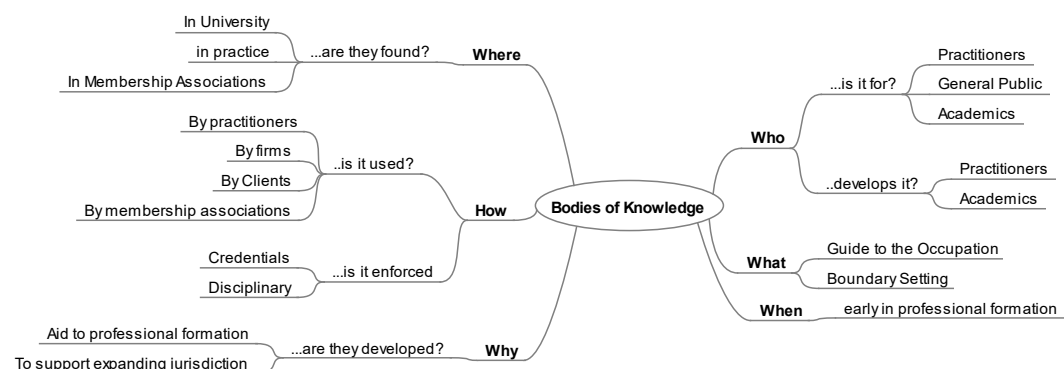 In University
in practice
In Membership Associations
...are they found?
Where
By practitioners
By firms
By Clients
By membership associations
..is it used?
How
Credentials
Disciplinary
...is it enforced
Aid to professional formation
To support expanding jurisdiction
...are they developed?
Why
Bodies of Knowledge
Who
...is it for?
Practitioners
General Public
Academics
..develops it?
Practitioners
Academics
What
Guide to the Occupation
Boundary Setting
When
early in professional formation